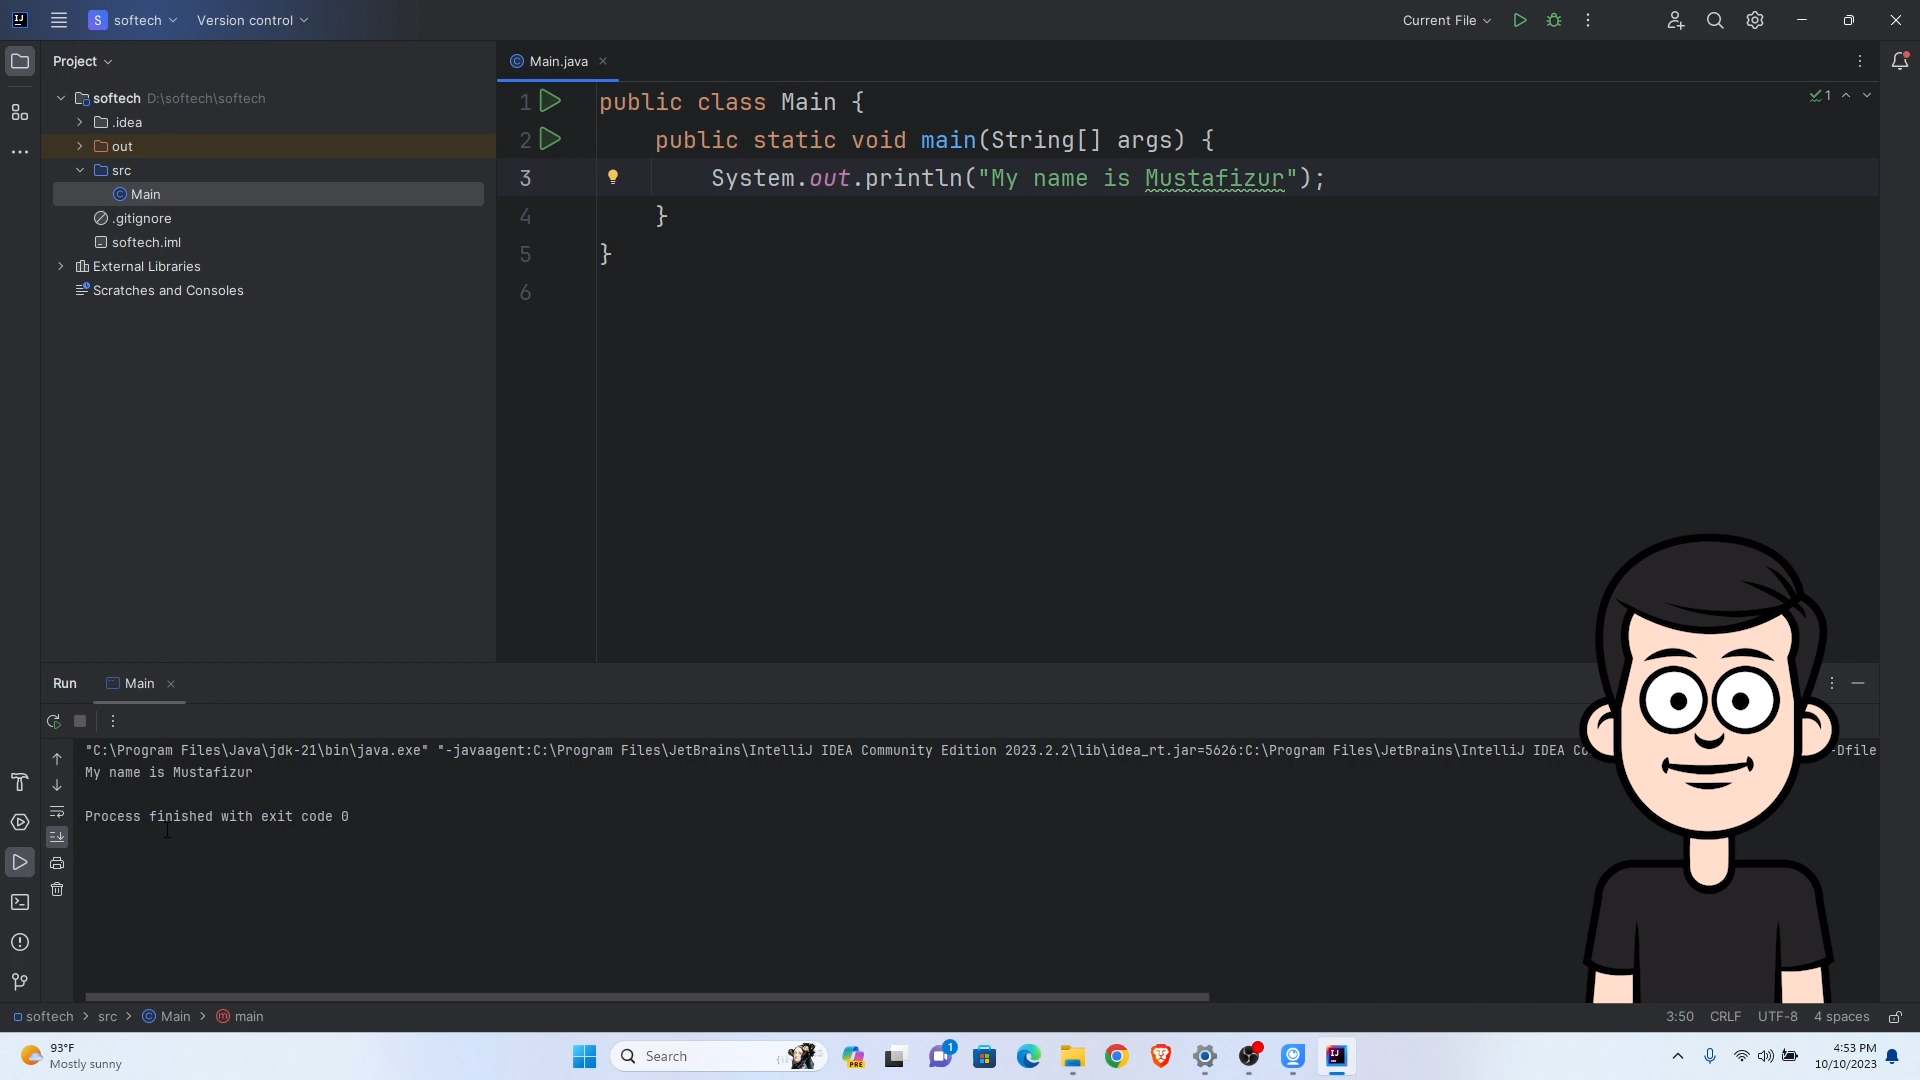 S softech Version control Current File
Project
Main.java
softech D:\softech\softech
.idea
out
src
Main
.gitignore
softech.iml
External Libraries
Scratches and Consoles
1 public class Main {
2 public static void main(String[] args) {
3 System.out.println("My name is Mustafizur");
4 }
5 }
6
1
Run Main
"C:\Program Files\Java\jdk-21\bin\java.exe" "-javaagent:C:\Program Files\JetBrains\IntelliJ IDEA Community Edition 2023.2.2\lib\idea_rt.jar=5626:C:\Program Files\JetBrains\IntelliJ IDEA Co -Dfile
My name is Mustafizur
Process finished with exit code 0
softech > src > Main > main
3:50 CRLF UTF-8 4 spaces
93°F
Mostly sunny
Search
PRE
1
IJ
4:53 PM
10/10/2023